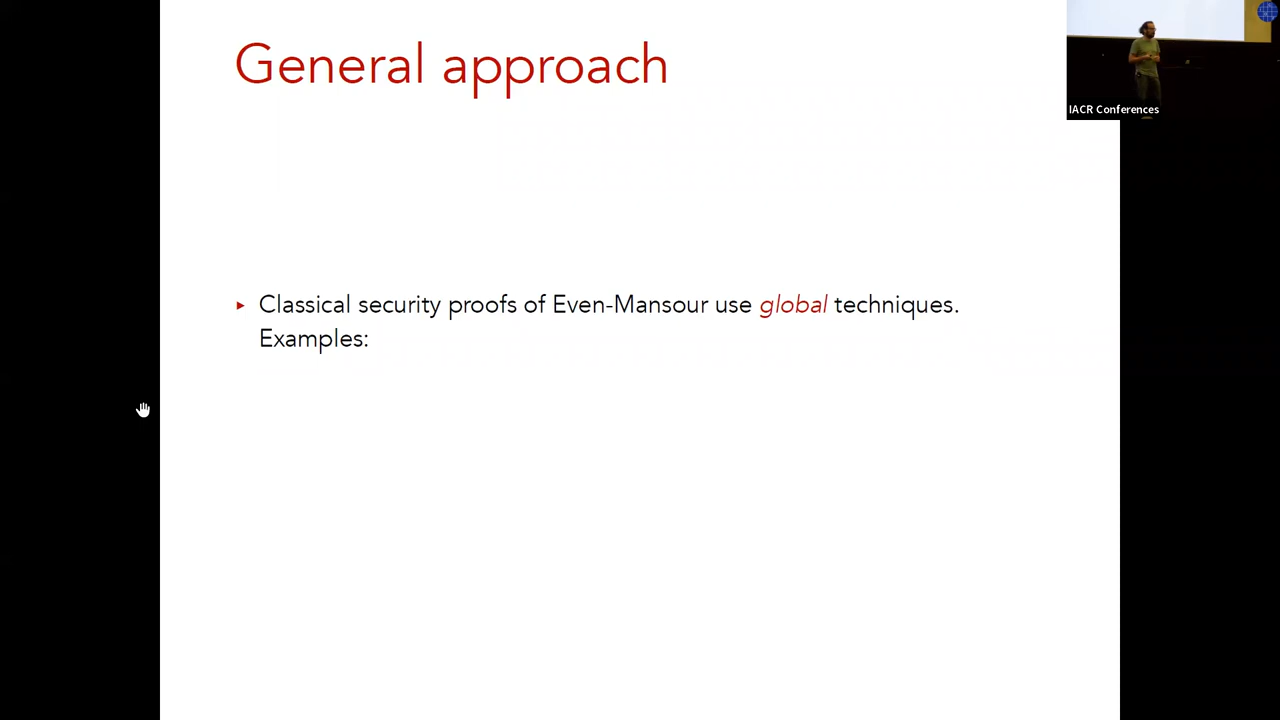 General approach
IACR Conferences
▸ Classical security proofs of Even-Mansour use global techniques.
Examples: